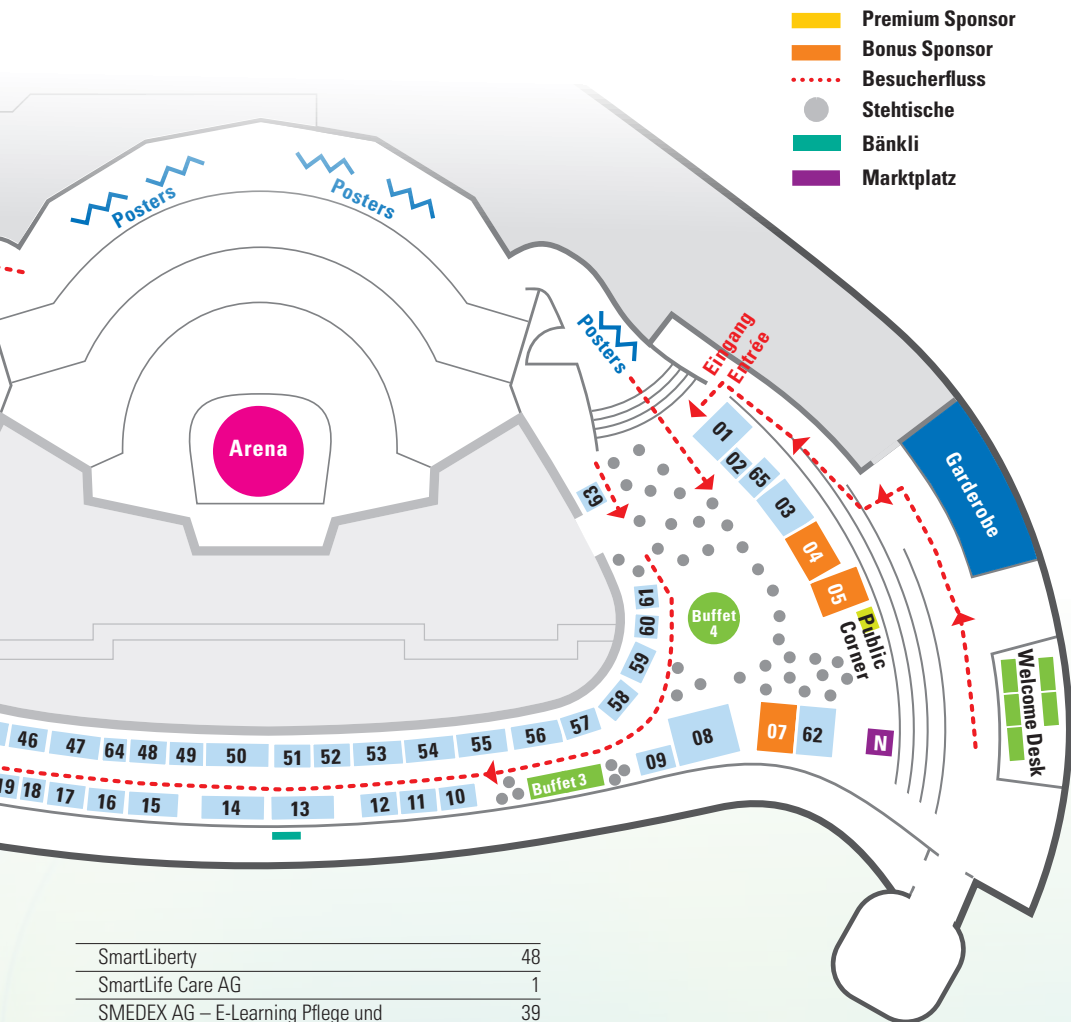 Premium Sponsor
Bonus Sponsor
Besucherfluss
Stehtische
Bänkli
Marktplatz
Posters
Posters
Posters
Eingang
Entrée
Arena
Garderobe
01
02
65
03
04
05
Public
Corner
63
61
60
59
58
57
56
55
54
53
52
51
50
49
48
64
47
46
Buffet
4
Welcome Desk
07
62
08
09
N
Buffet 3
10
11
12
13
14
15
16
17
18
19
SmartLiberty 48
SmartLife Care AG 1
SMEDEX AG – E-Learning Pflege und 39